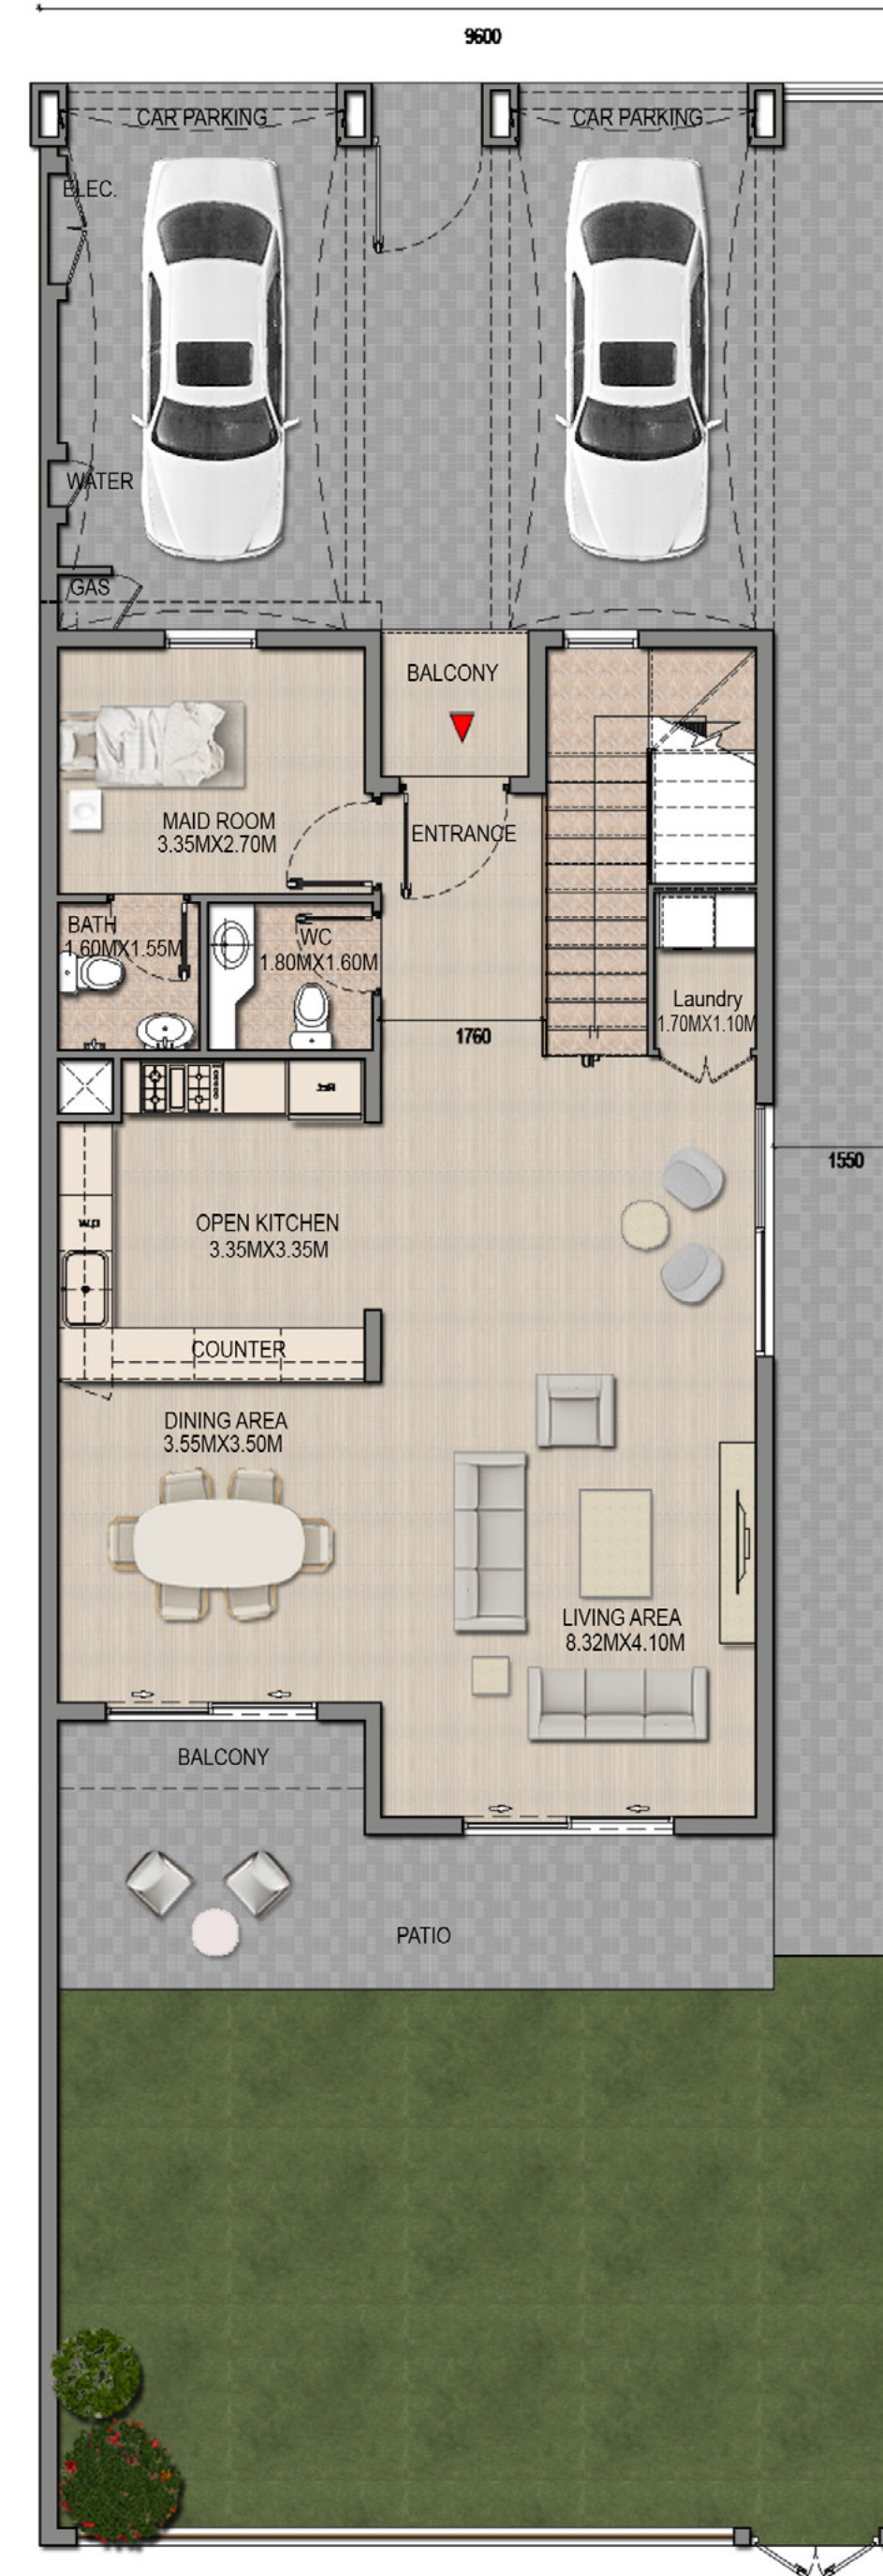 9600
CAR PARKING
CAR PARKING
ELEC.
WATER
GAS
BALCONY
MAID ROOM
3.35MX2.70M
ENTRANCE
BATH
1.60MX1.55M
WC
1.80MX1.60M
Laundry
1.70MX1.10M
1760
1550
OPEN KITCHEN
3.35MX3.35M
COUNTER
DINING AREA
3.55MX3.50M
LIVING AREA
8.32MX4.10M
BALCONY
PATIO